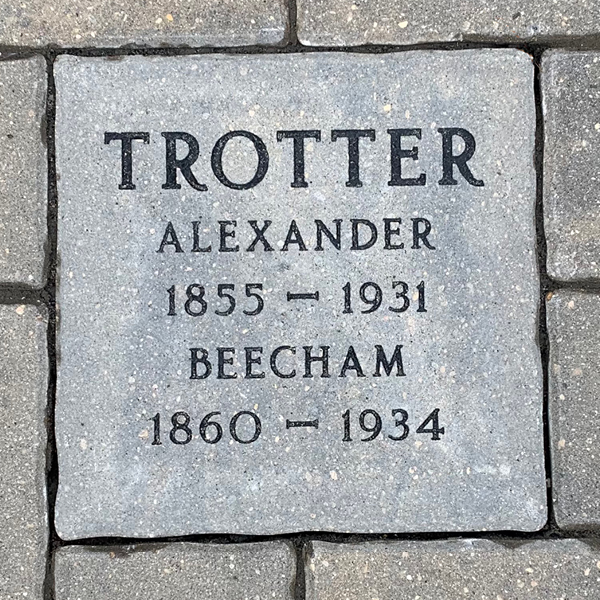 TROTTER
ALEXANDER
1855 – 1931
BEECHAM
1860 – 1934